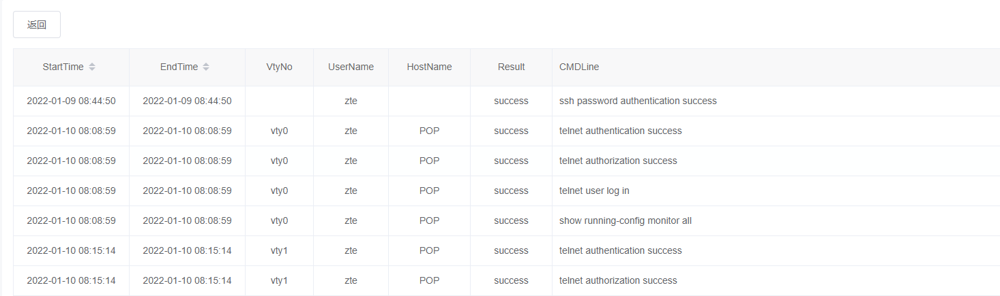 返回
StartTime EndTime VtyNo UserName HostName Result CMDLine
2022-01-09 08:44:50 2022-01-09 08:44:50 zte success ssh password authentication success
2022-01-10 08:08:59 2022-01-10 08:08:59 vty0 zte POP success telnet authentication success
2022-01-10 08:08:59 2022-01-10 08:08:59 vty0 zte POP success telnet authorization success
2022-01-10 08:08:59 2022-01-10 08:08:59 vty0 zte POP success telnet user log in
2022-01-10 08:08:59 2022-01-10 08:08:59 vty0 zte POP success show running-config monitor all
2022-01-10 08:15:14 2022-01-10 08:15:14 vty1 zte POP success telnet authentication success
2022-01-10 08:15:14 2022-01-10 08:15:14 vty1 zte POP success telnet authorization success